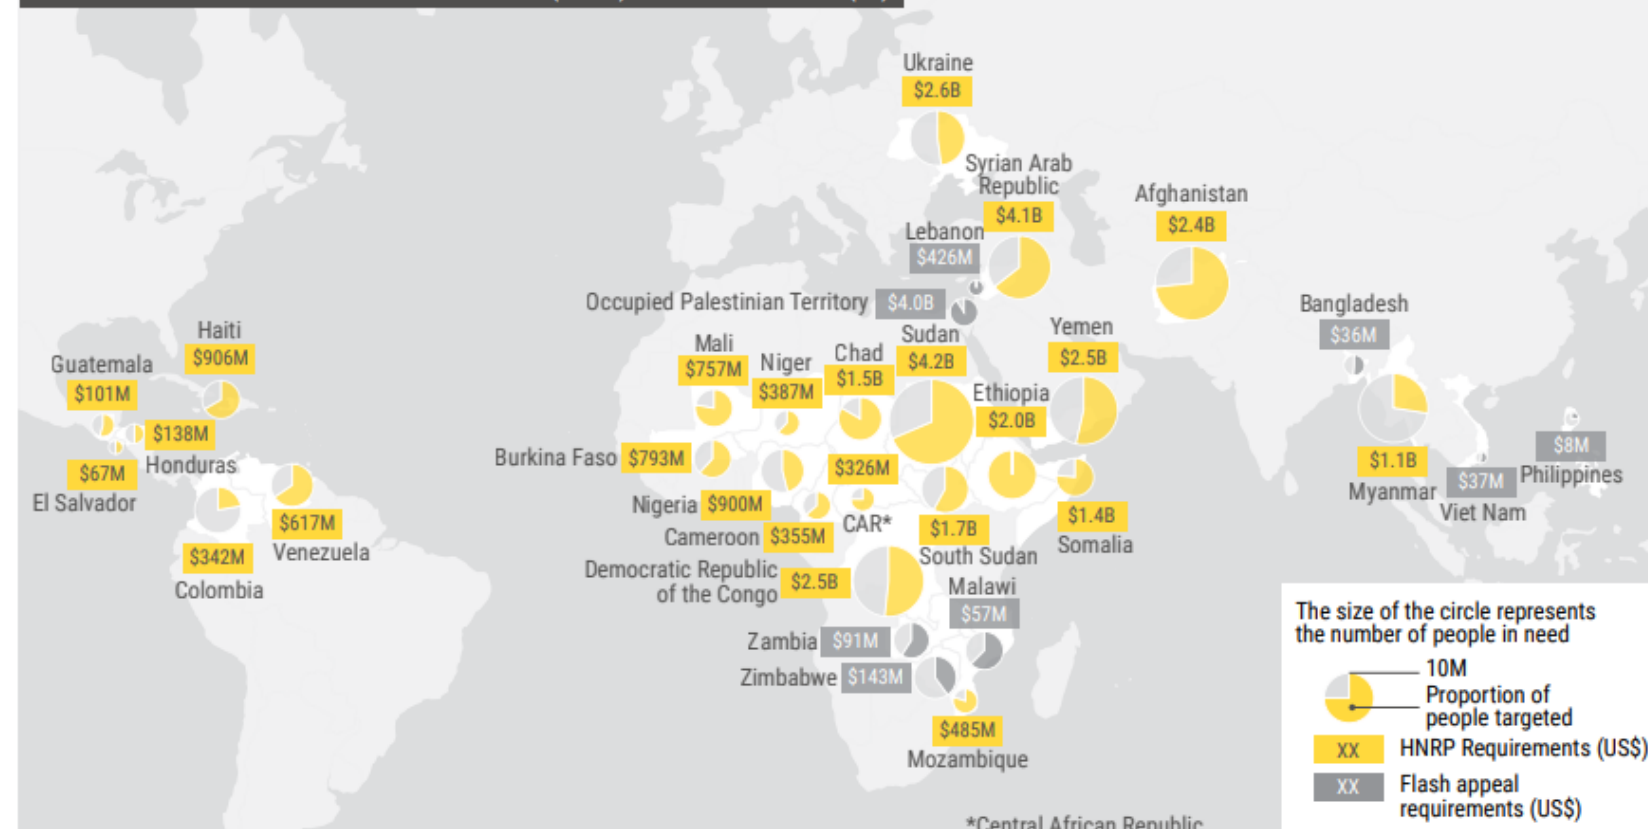 Ukraine
$2.6B
Syrian Arab
Republic
$4.1B
Afghanistan
$2.4B
Lebanon
$426M
Occupied Palestinian Territory $4.0B
Bangladesh
$36M
Haiti
$906M
Guatemala
$101M
$138M
Honduras
$67M
El Salvador
Mali
$757M
Niger
$387M
Chad
$1.5B
Sudan
$4.2B
Yemen
$2.5B
Ethiopia
$2.0B
Burkina Faso $793M
$326M
CAR*
Nigeria $900M
Cameroon $355M
$1.7B
South Sudan
$1.4B
Somalia
$617M
Venezuela
$342M
Colombia
Democratic Republic
of the Congo
$2.5B
Malawi
$57M
Zambia $91M
Zimbabwe $143M
$485M
Mozambique
$1.1B
Myanmar
$37M
Viet Nam
$8M
Philippines
The size of the circle represents
the number of people in need
10M
Proportion of
people targeted
XX HNRP Requirements (US$)
XX Flash appeal
requirements (US$)
*Central African Republic